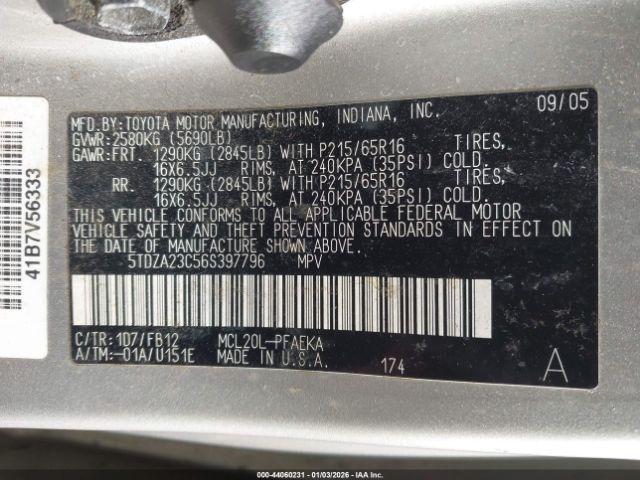 MFD.BY:TOYOTA MOTOR MANUFACTURING, INDIANA, INC. 09/05
GVWR:2580KG (5690LB)
GAWR:FRT. 1290KG (2845LB) WITH P215/65R16 TIRES,
16X6.5JJ RIMS, AT 240KPA (35PSI) COLD.
RR. 1290KG (2845LB) WITH P215/65R16 TIRES,
16X6.5JJ RIMS, AT 240KPA (35PSI) COLD.
THIS VEHICLE CONFORMS TO ALL APPLICABLE FEDERAL MOTOR
VEHICLE SAFETY AND THEFT PREVENTION STANDARDS IN EFFECT ON
THE DATE OF MANUFACTURE SHOWN ABOVE.
5TDZA23C56S397796 MPV
C/TR: 1D7/FB12 MCL20L-PFAEKA
A/TM:-01A/U151E MADE IN U.S.A.
174 A
41B7V56333
000-44060231 - 01/03/2026 - IAAI.COM